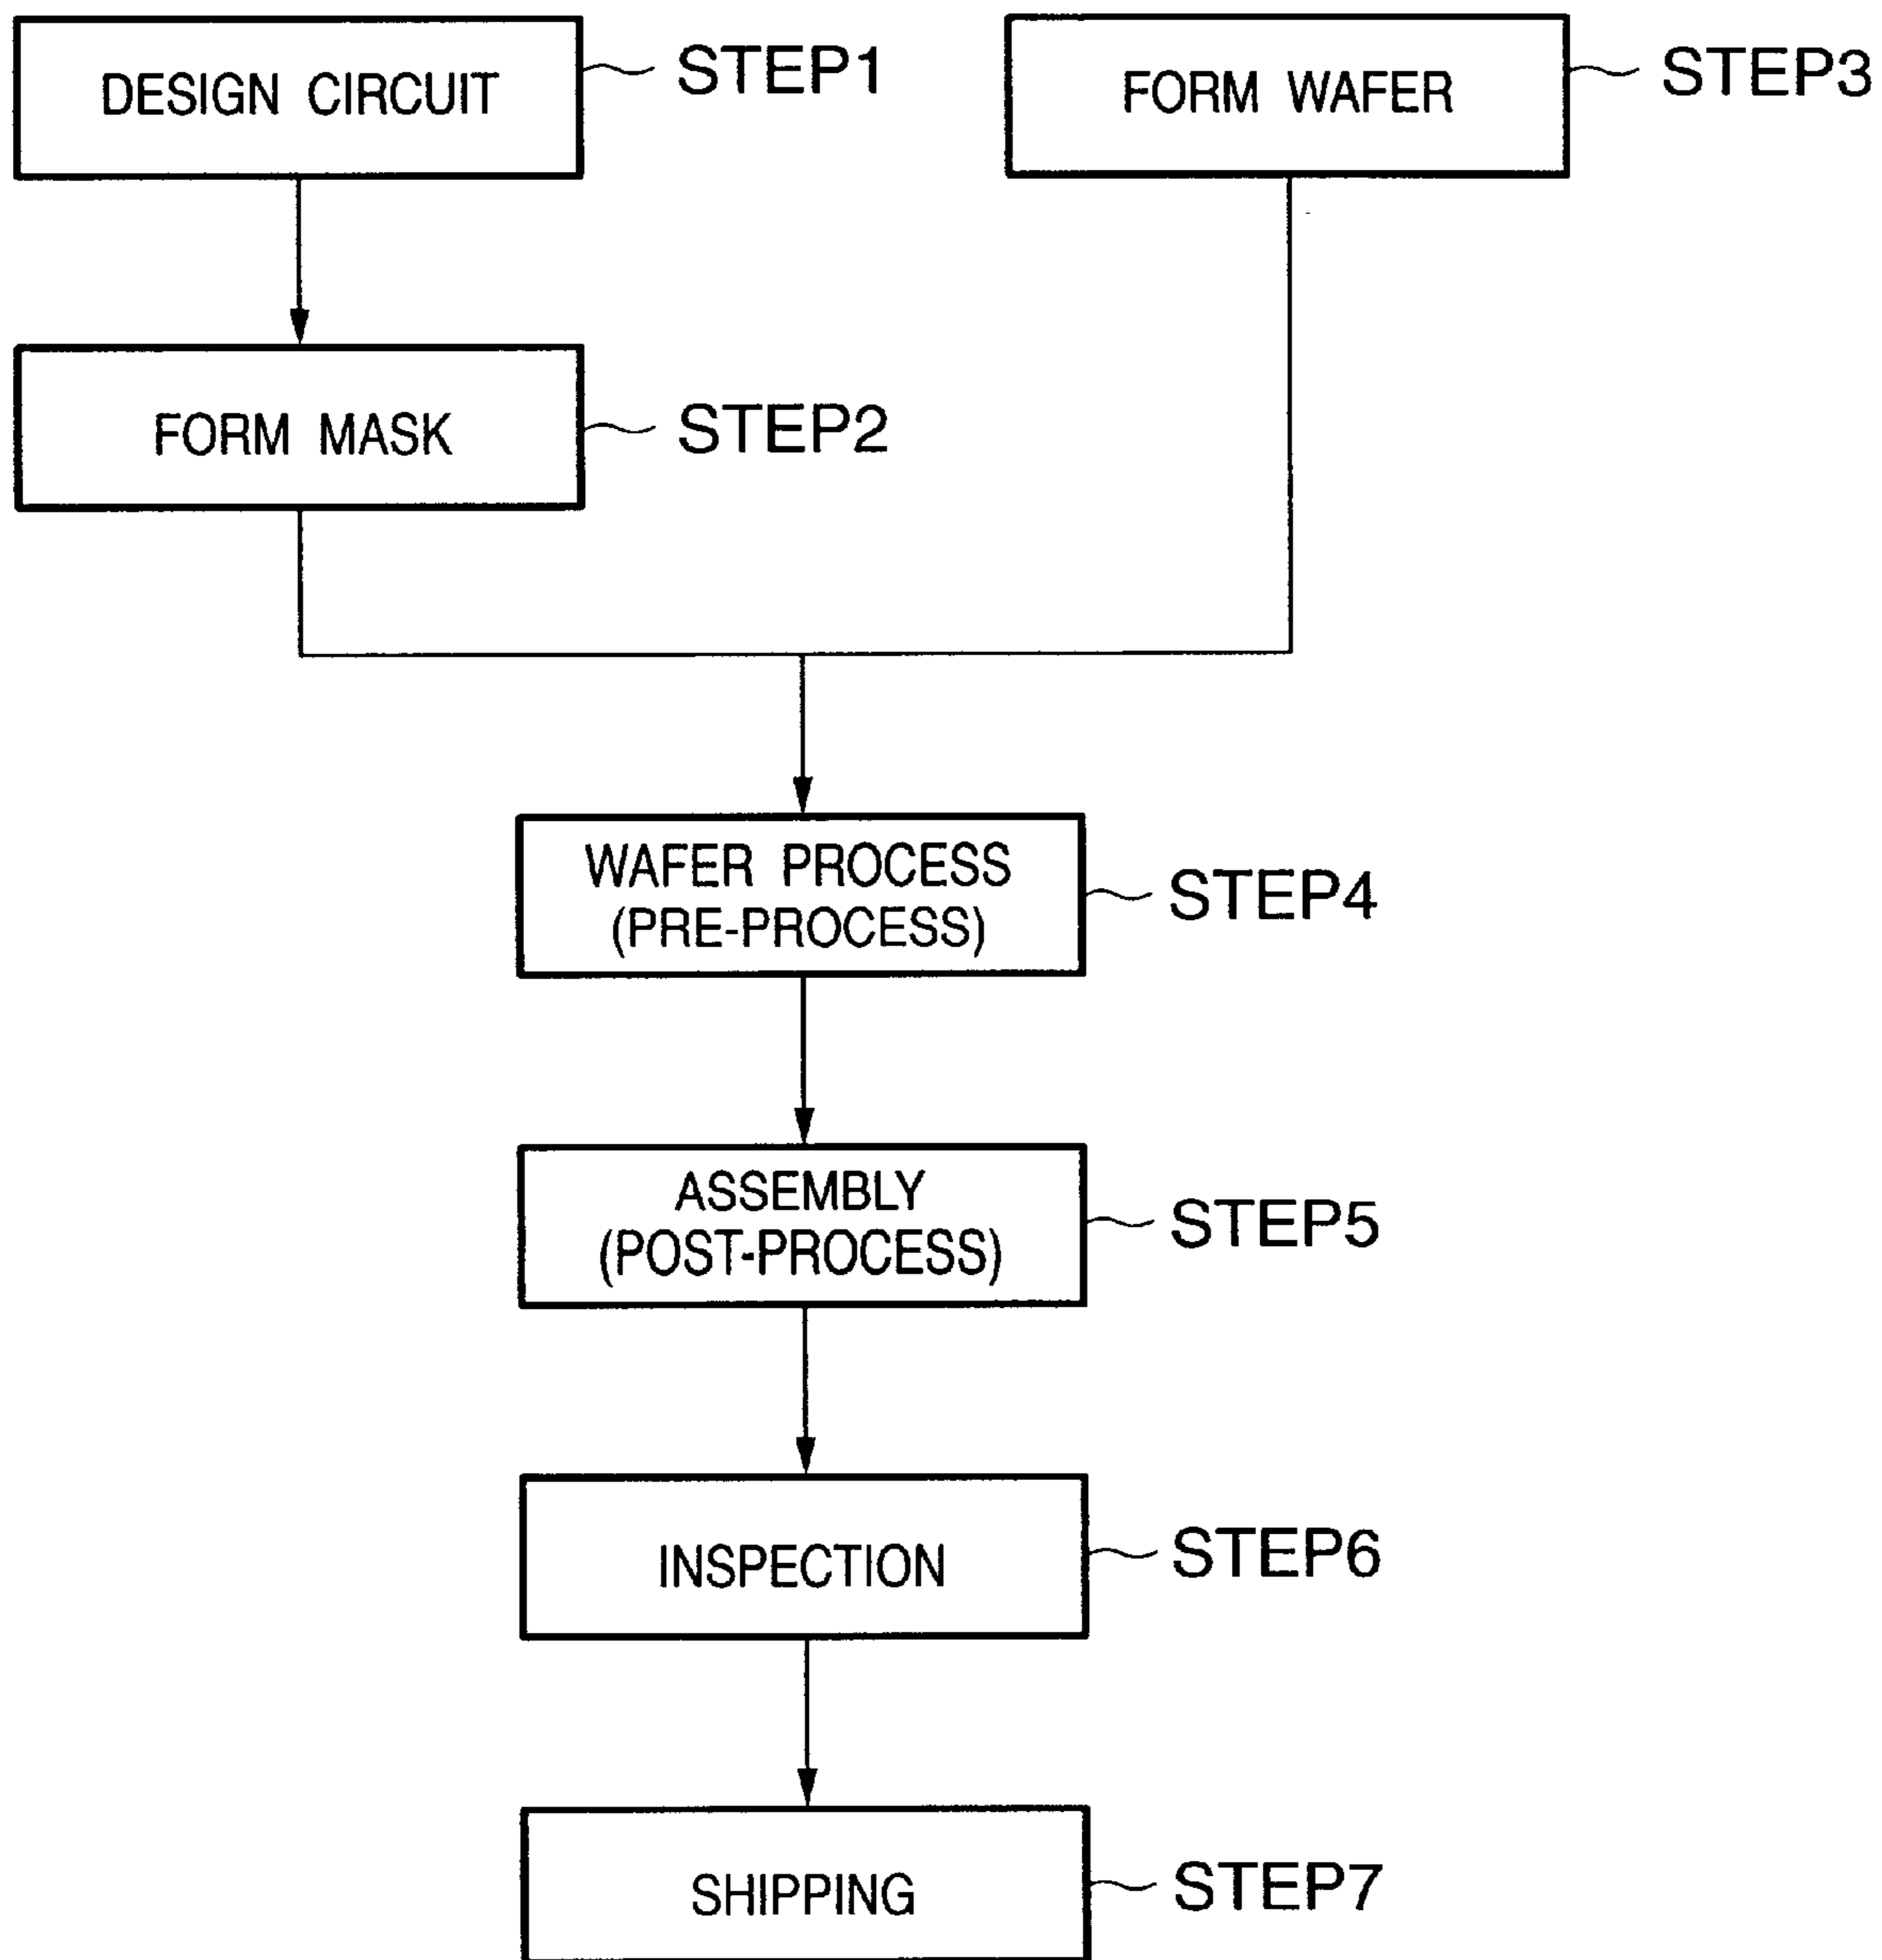 DESIGN CIRCUIT
STEP1
FORM WAFER
STEP3
FORM MASK
STEP2
WAFER PROCESS
(PRE-PROCESS)
STEP4
ASSEMBLY
(POST-PROCESS)
STEP5
INSPECTION
STEP6
SHIPPING
STEP7